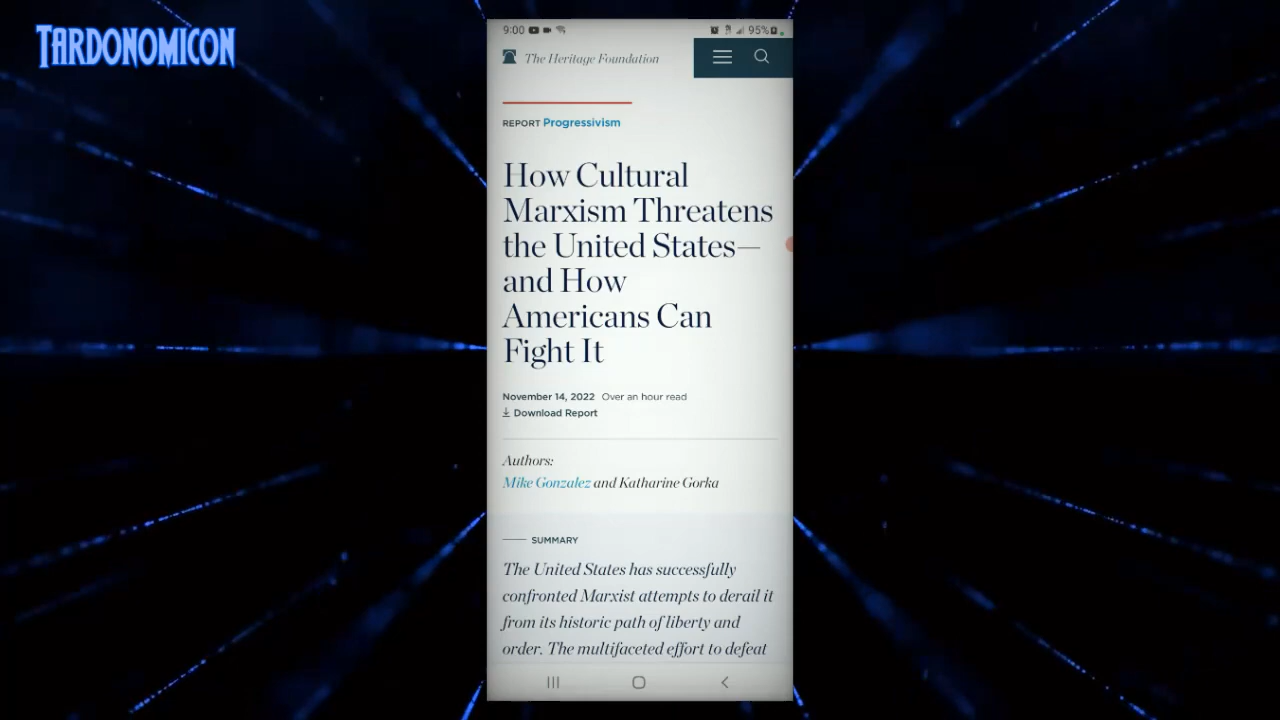 TARDONOMICON
9:00
95%
The Heritage Foundation
REPORT Progressivism
How Cultural
Marxism Threatens
the United States—
and How
Americans Can
Fight It
November 14, 2022 Over an hour read
Download Report
Authors:
Mike Gonzalez and Katharine Gorka
SUMMARY
The United States has successfully
confronted Marxist attempts to derail it
from its historic path of liberty and
order. The multifaceted effort to defeat